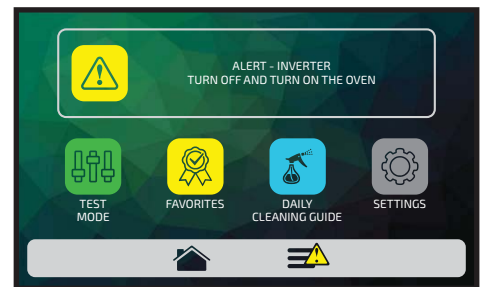 ALERT - INVERTER
TURN OFF AND TURN ON THE OVEN
TEST
MODE
FAVORITES
DAILY
CLEANING GUIDE
SETTINGS